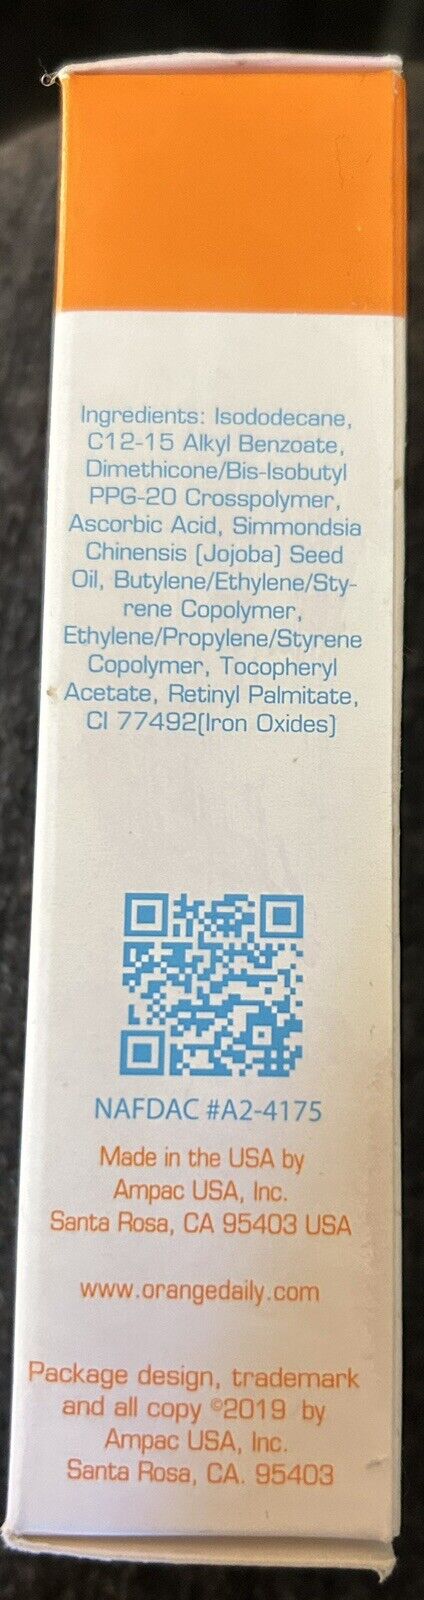 Ingredients: Isododecane,
C12-15 Alkyl Benzoate,
Dimethicone/Bis-Isobutyl
PPG-20 Crosspolymer,
Ascorbic Acid, Simmondsia
Chinensis (Jojoba) Seed
Oil, Butylene/Ethylene/Sty-
rene Copolymer,
Ethylene/Propylene/Styrene
Copolymer, Tocopheryl
Acetate, Retinyl Palmitate,
CI 77492(Iron Oxides)
NAFDAC #A2-4175
Made in the USA by
Ampac USA, Inc.
Santa Rosa, CA 95403 USA
www.orangedaily.com
Package design, trademark
and all copy ©2019 by
Ampac USA, Inc.
Santa Rosa, CA. 95403